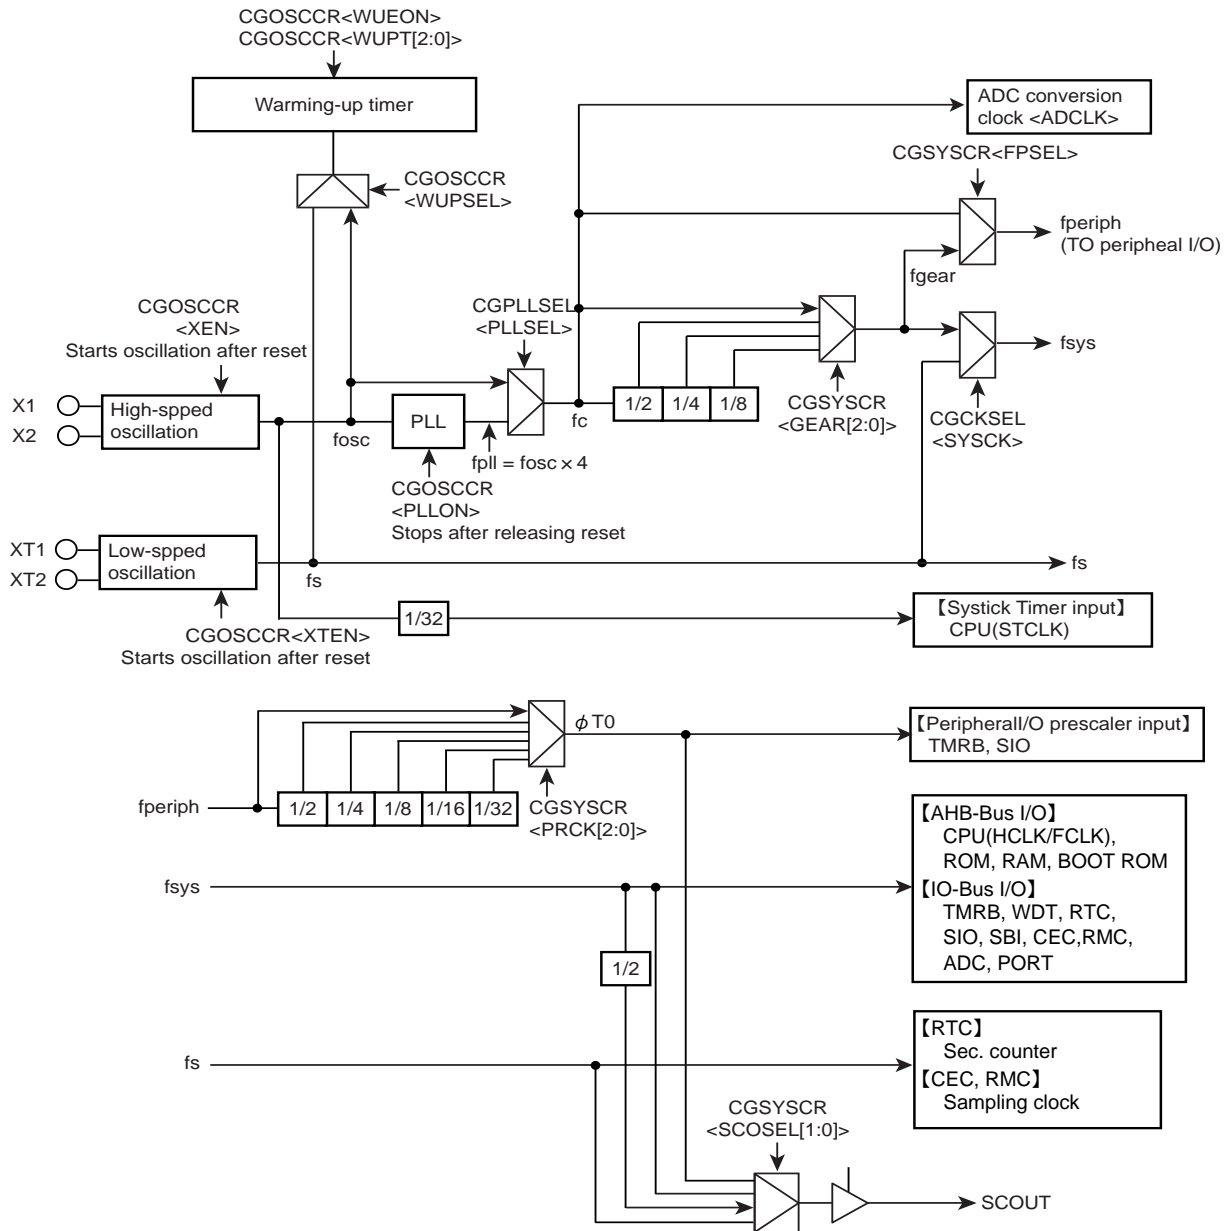 CGOSCCR<WUEON>
CGOSCCR<WUPT[2:0]>
Warming-up timer
CGOSCCR
<WUPSEL>
ADC conversion
clock <ADCLK>
CGSYSCR<FPSEL>
fperiph
(TO peripheal I/O)
fgear
CGOSCCR
<XEN>
Starts oscillation after reset
CGPLLSEL
<PLLSEL>
fsys
X1
X2
High-spped
oscillation
fosc
PLL
fpll = fosc × 4
fc
1/2
1/4
1/8
CGSYSCR
<GEAR[2:0]>
CGCKSEL
<SYSCK>
CGOSCCR
<PLLON>
Stops after releasing reset
XT1
XT2
Low-spped
oscillation
fs
fs
CGOSCCR<XTEN>
Starts oscillation after reset
1/32
【Systick Timer input】
CPU(STCLK)
ϕT0
【Peripherall/O prescaler input】
TMRB, SIO
fperiph
1/2
1/4
1/8
1/16
1/32
CGSYSCR
<PRCK[2:0]>
fsys
【AHB-Bus I/O】
CPU(HCLK/FCLK),
ROM, RAM, BOOT ROM
【IO-Bus I/O】
TMRB, WDT, RTC,
SIO, SBI, CEC,RMC,
ADC, PORT
1/2
fs
【RTC】
Sec. counter
【CEC, RMC】
Sampling clock
CGSYSCR
<SCOSEL[1:0]>
SCOUT